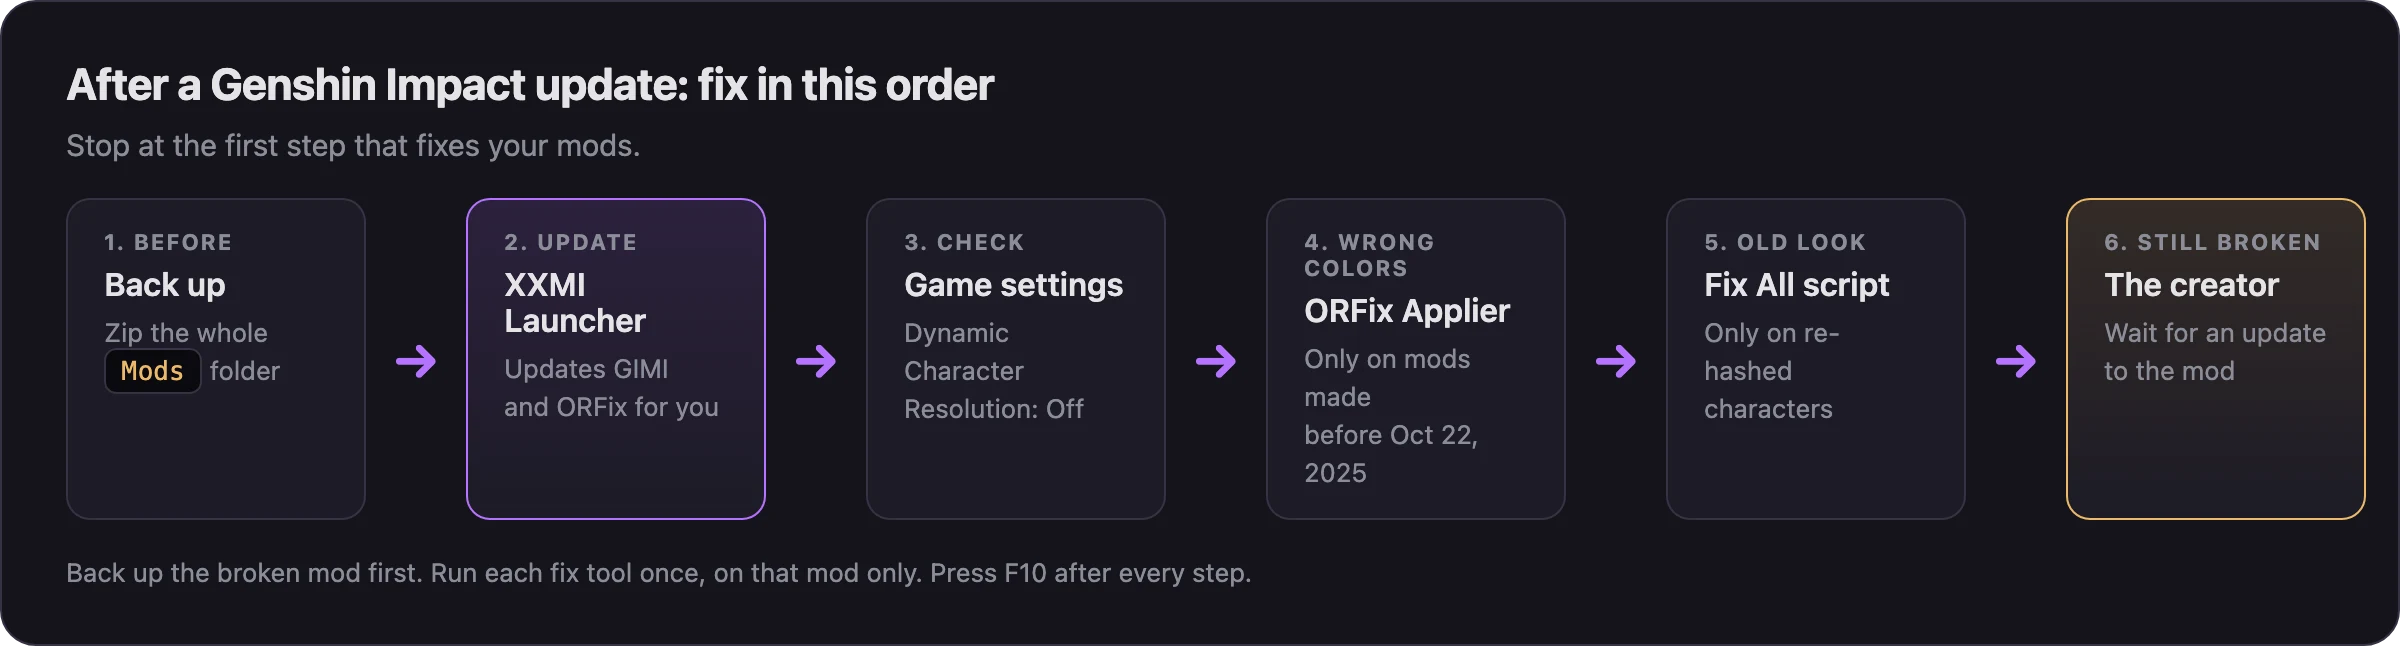 After a Genshin Impact update: fix in this order
Stop at the first step that fixes your mods.
1. BEFORE
Back up
Zip the whole
Mods folder
2. UPDATE
XXMI
Launcher
Updates GIMI
and ORFix for you
3. CHECK
Game settings
Dynamic
Character
Resolution: Off
4. WRONG
COLORS
ORFix Applier
Only on mods
made
before Oct 22,
2025
5. OLD LOOK
Fix All script
Only on re-
hashed
characters
6. STILL BROKEN
The creator
Wait for an update
to the mod
Back up the broken mod first. Run each fix tool once, on that mod only. Press F10 after every step.